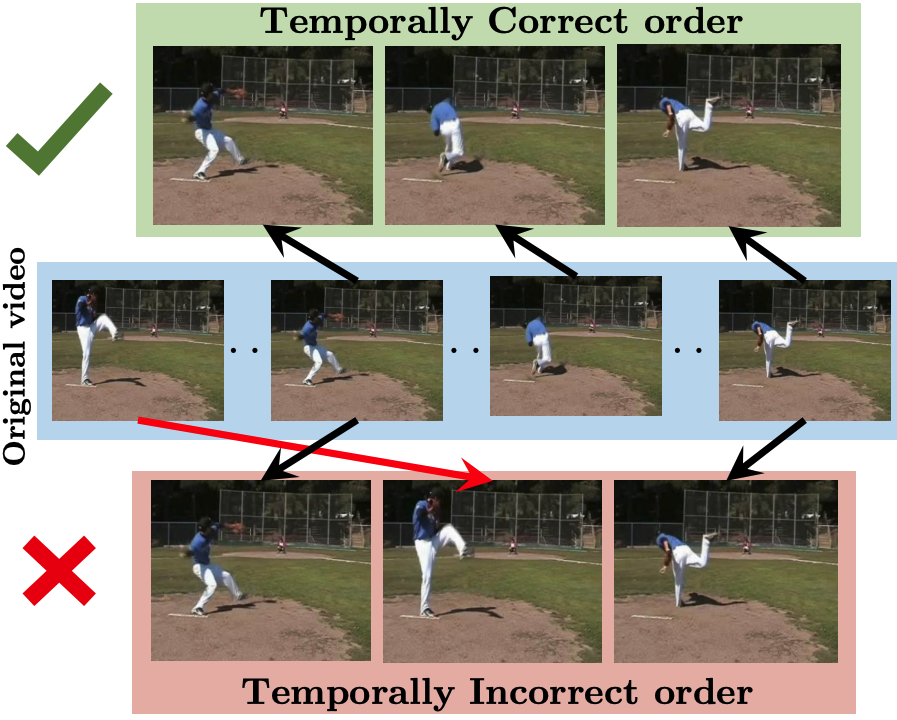 Temporally Correct order
Original video
Temporally Incorrect order